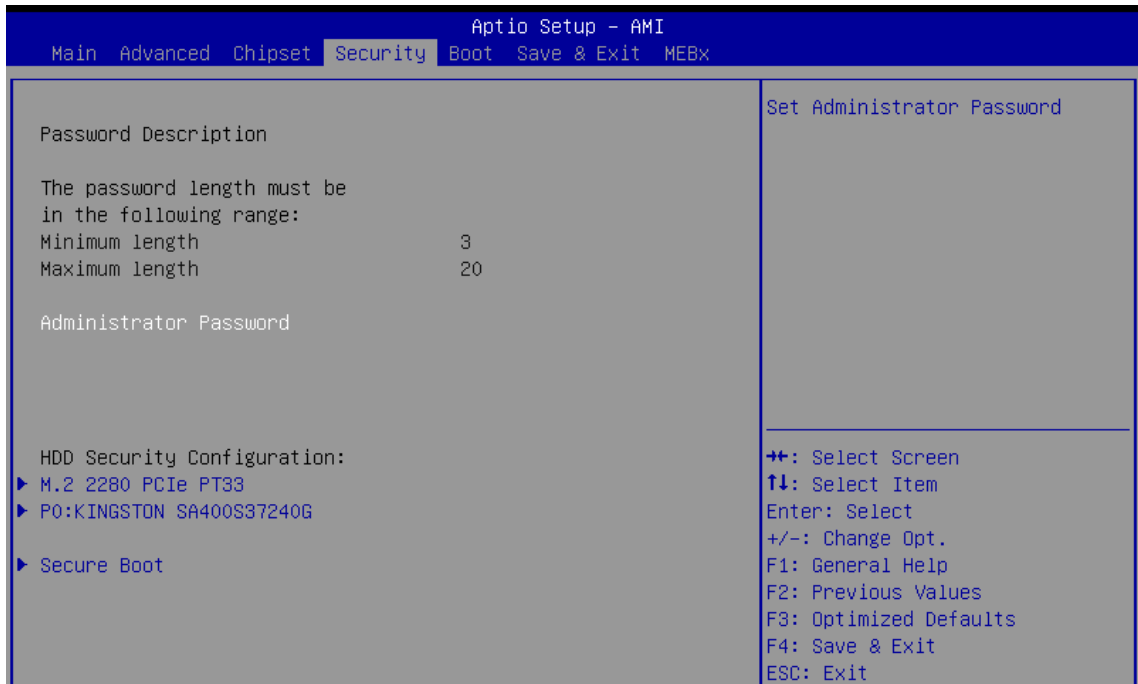 Aptio Setup – AMI
Main Advanced Chipset Security Boot Save & Exit MEBx
Password Description
The password length must be
in the following range:
Minimum length 3
Maximum length 20
Administrator Password
HDD Security Configuration:
► M.2 2280 PCIe PT33
► P0:KINGSTON SA400S37240G
► Secure Boot
Set Administrator Password
→←: Select Screen
↑↓: Select Item
Enter: Select
+/-: Change Opt.
F1: General Help
F2: Previous Values
F3: Optimized Defaults
F4: Save & Exit
ESC: Exit